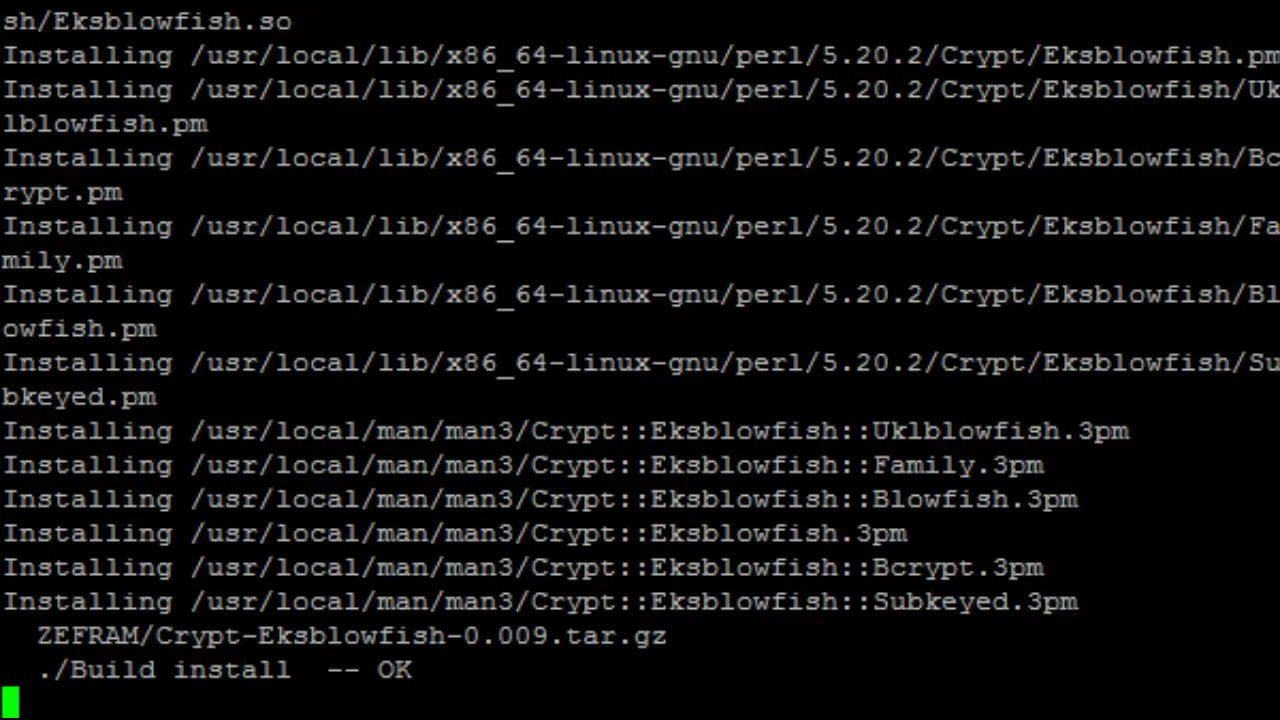 sh/Eksblowfish.so
Installing /usr/local/lib/x86_64-linux-gnu/perl/5.20.2/Crypt/Eksblowfish.pm
Installing /usr/local/lib/x86_64-linux-gnu/perl/5.20.2/Crypt/Eksblowfish/Uk
lblowfish.pm
Installing /usr/local/lib/x86_64-linux-gnu/perl/5.20.2/Crypt/Eksblowfish/Bc
rypt.pm
Installing /usr/local/lib/x86_64-linux-gnu/perl/5.20.2/Crypt/Eksblowfish/Fa
mily.pm
Installing /usr/local/lib/x86_64-linux-gnu/perl/5.20.2/Crypt/Eksblowfish/Bl
owfish.pm
Installing /usr/local/lib/x86_64-linux-gnu/perl/5.20.2/Crypt/Eksblowfish/Su
bkeyed.pm
Installing /usr/local/man/man3/Crypt::Eksblowfish::Uklblowfish.3pm
Installing /usr/local/man/man3/Crypt::Eksblowfish::Family.3pm
Installing /usr/local/man/man3/Crypt::Eksblowfish::Blowfish.3pm
Installing /usr/local/man/man3/Crypt::Eksblowfish.3pm
Installing /usr/local/man/man3/Crypt::Eksblowfish::Bcrypt.3pm
Installing /usr/local/man/man3/Crypt::Eksblowfish::Subkeyed.3pm
  ZEFRAM/Crypt-Eksblowfish-0.009.tar.gz
  ./Build install  -- OK